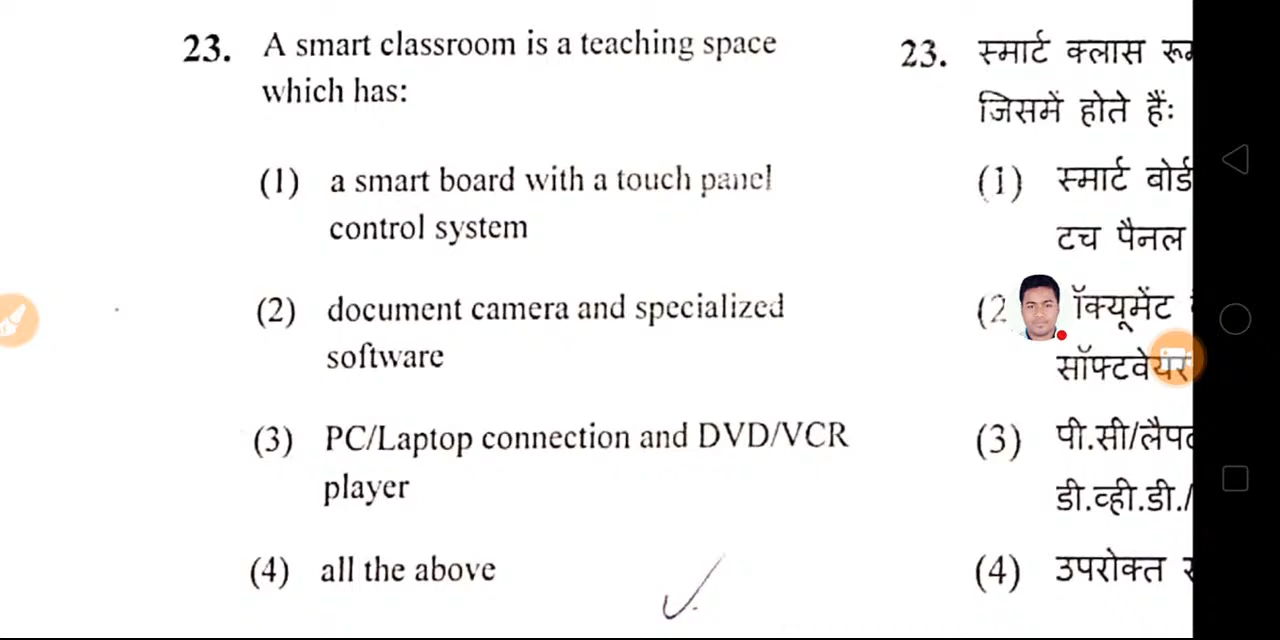 23. A smart classroom is a teaching space
which has:
(1) a smart board with a touch panel
control system
(2) document camera and specialized
software
(3) PC/Laptop connection and DVD/VCR
player
(4) all the above
23. स्मार्ट क्लास
जिसमें होते हैंः
(1) स्मार्ट बोर्ड
टच पैनल
(2
सॉफ्टवेयर
(3) पी.सी/
डी.व्ही.डी./
(4) उपरोक्त